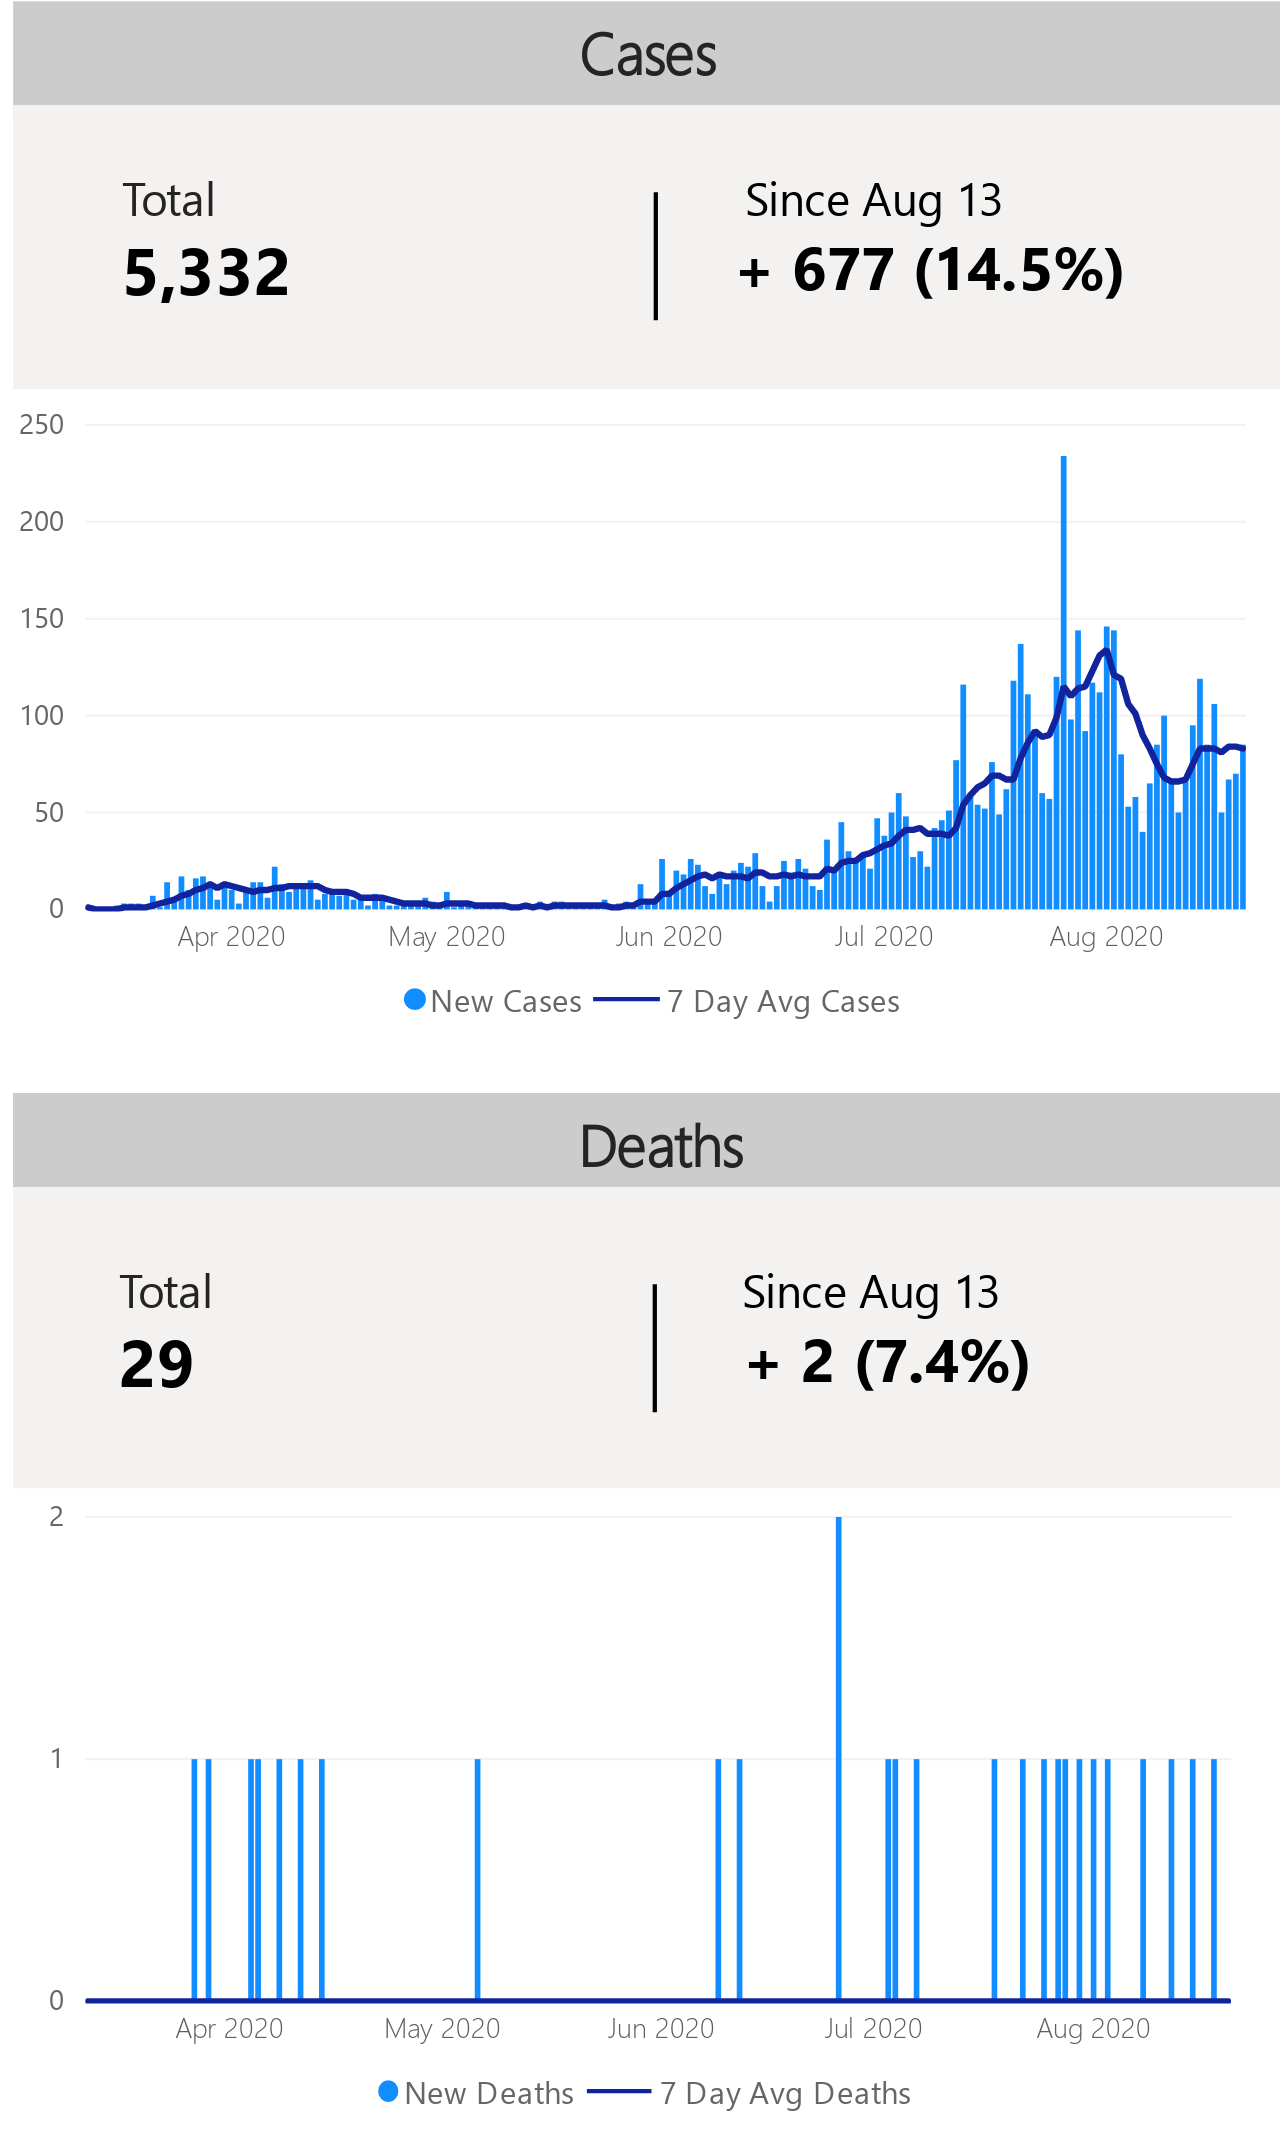 Cases
Total
5,332
Since Aug 13
+ 677 (14.5%)
250
200
150
100
50
0
Apr 2020
May 2020
Jun 2020
Jul 2020
Aug 2020
New Cases
7 Day Avg Cases
Deaths
Total
29
Since Aug 13
+ 2 (7.4%)
2
1
0
Apr 2020
May 2020
Jun 2020
Jul 2020
Aug 2020
New Deaths
7 Day Avg Deaths